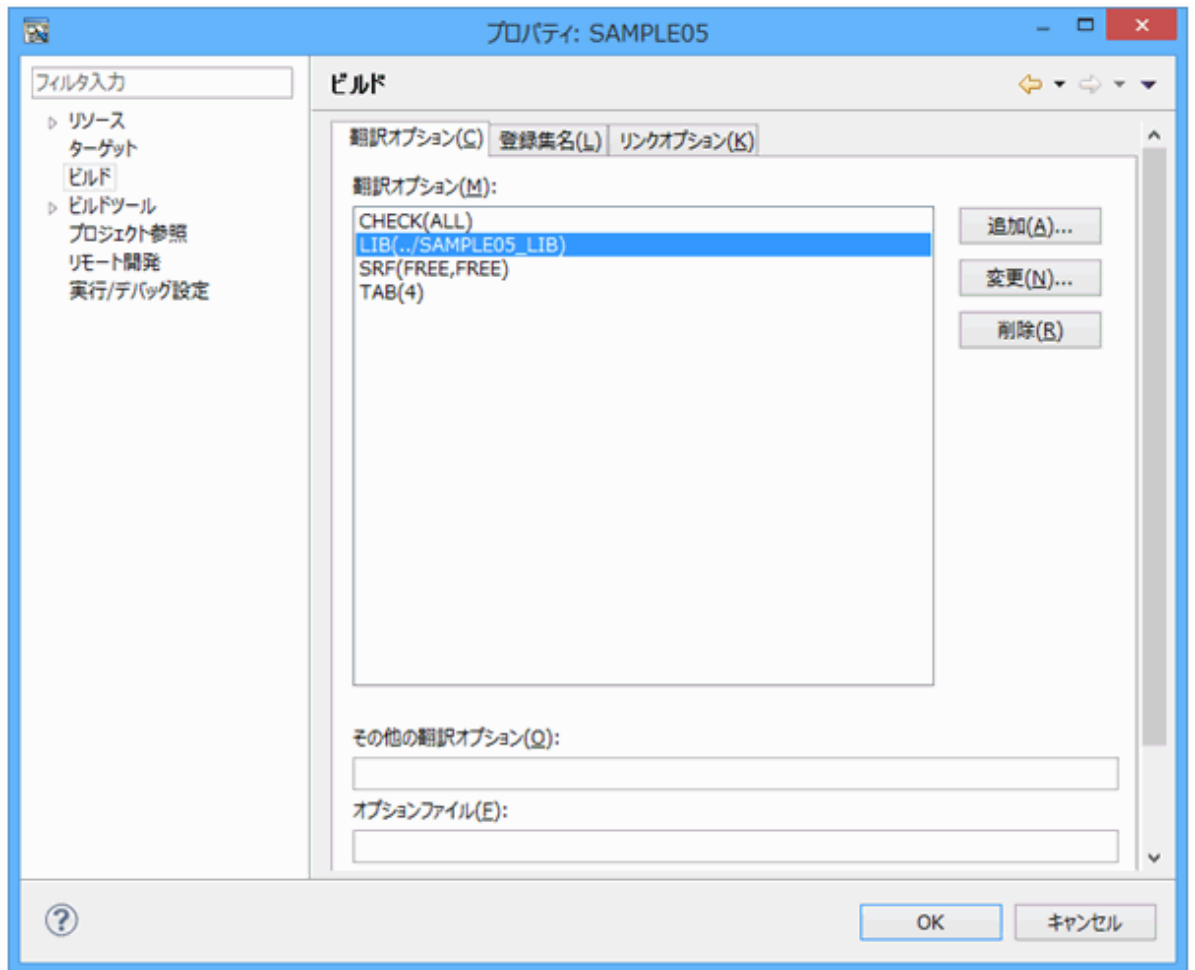 プロパティ: SAMPLE05
フィルタ入力
リソース
ターゲット
ビルド
ビルドツール
プロジェクト参照
リモート開発
実行/デバッグ設定
ビルド
翻訳オプション(C) 登録集名(L) リンクオプション(K)
翻訳オプション(M):
CHECK(ALL)
LIB(../SAMPLE05_LIB)
SRF(FREE,FREE)
TAB(4)
追加(A)...
変更(N)...
削除(R)
その他の翻訳オプション(O):
オプションファイル(F):
?
OK キャンセル